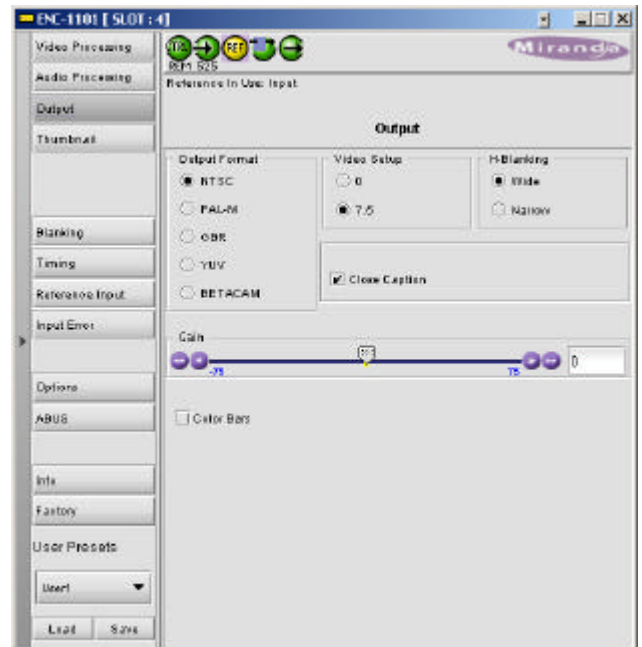 ENC-1101 [ SLOT : 4]
Video Processing
Audio Processing
Output
Thumbnail
Blanking
Timing
Reference Input
Input Error
Options
ABUS
Info
Factory
User Presets
User1
Load Save
REM 525
Miranda
Reference In Use: Input
Output
Output Format
NTSC
PAL-M
GBR
YUV
BETACAM
Video Setup
0
7.5
H-Blanking
Wide
Narrow
Close Caption
Gain
-75
75
0
Color Bars